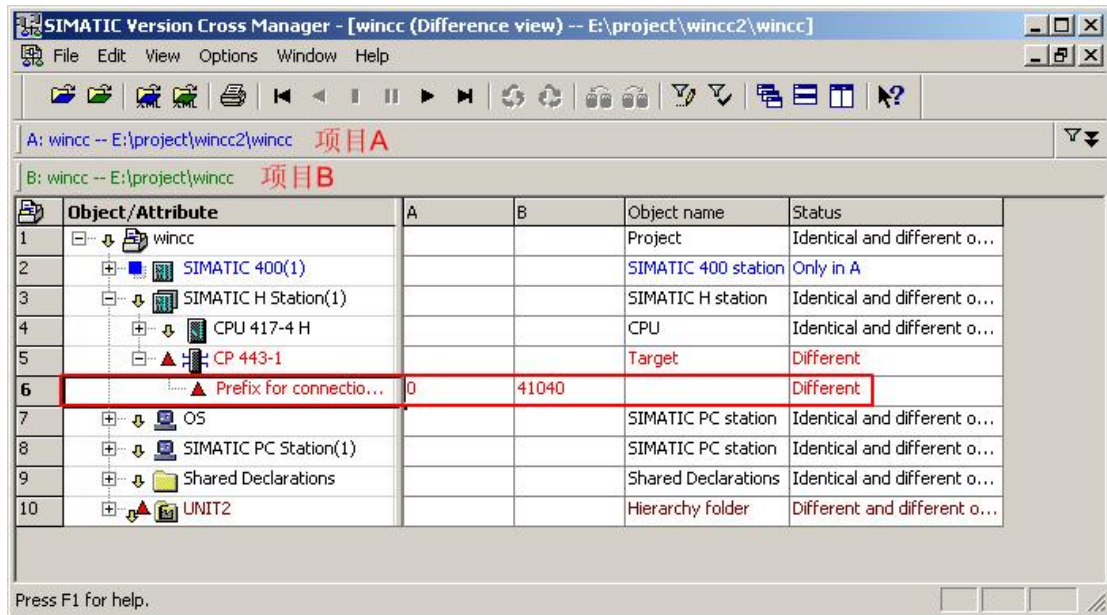 SIMATIC Version Cross Manager - [wincc (Difference view) -- E:\project\wincc2\wincc]
File Edit View Options Window Help
XML XML
A: wincc -- E:\project\wincc2\wincc 项目A
B: wincc -- E:\project\wincc 项目B
Object/Attribute A B Object name Status
1 wincc Project Identical and different o...
2 SIMATIC 400(1) SIMATIC 400 station Only in A
3 SIMATIC H Station(1) SIMATIC H station Identical and different o...
4 CPU 417-4 H CPU Identical and different o...
5 CP 443-1 Target Different
6 Prefix for connectio... 0 41040 Different
7 OS SIMATIC PC station Identical and different o...
8 SIMATIC PC Station(1) SIMATIC PC station Identical and different o...
9 Shared Declarations Shared Declarations Identical and different o...
10 UNIT2 Hierarchy folder Different and different o...
Press F1 for help.